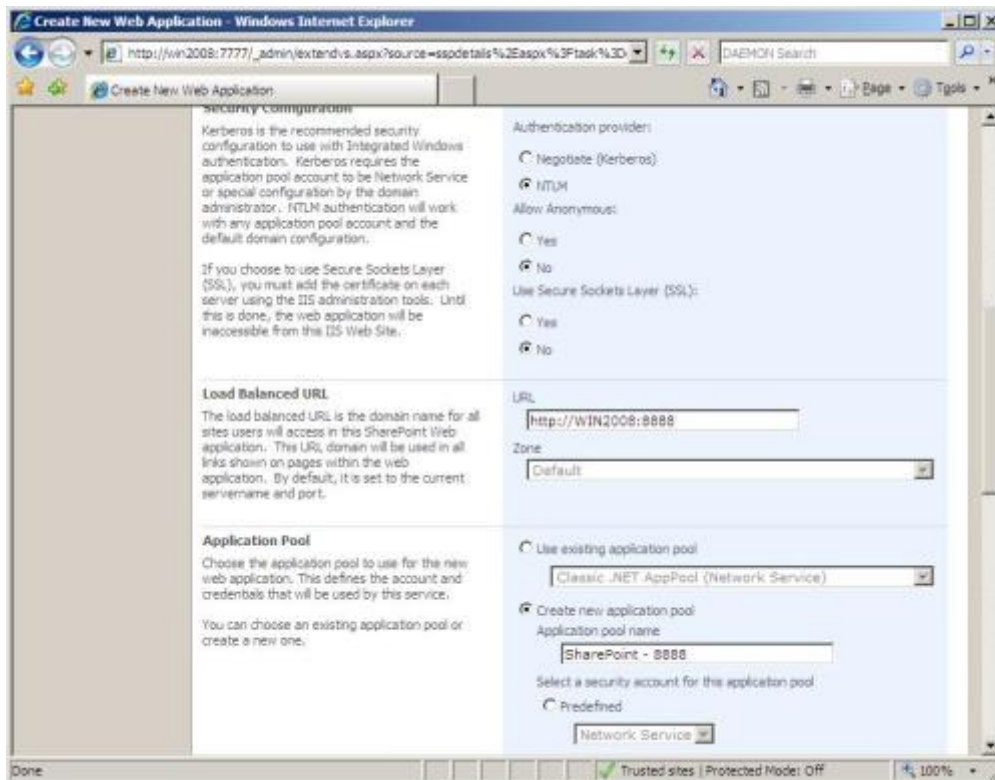 Create New Web Application - Windows Internet Explorer
http://win2008:7777/_admin/extendvs.aspx?source=sspdetails%2Easpx%3Ftask%3D
DAEMON Search
Create New Web Application
Page
Tools
Security Configuration
Kerberos is the recommended security
configuration to use with Integrated Windows
authentication. Kerberos requires the
application pool account to be Network Service
or special configuration by the domain
administrator. NTLM authentication will work
with any application pool account and the
default domain configuration.
If you choose to use Secure Sockets Layer
(SSL), you must add the certificate on each
server using the IIS administration tools. Until
this is done, the web application will be
inaccessible from this IIS Web Site.
Authentication provider:
Negotiate (Kerberos)
NTLM
Allow Anonymous:
Yes
No
Use Secure Sockets Layer (SSL):
Yes
No
Load Balanced URL
The load balanced URL is the domain name for all
sites users will access in this SharePoint Web
application. This URL domain will be used in all
links shown on pages within the web
application. By default, it is set to the current
servername and port.
URL
http://WIN2008:8888
Zone
Default
Application Pool
Choose the application pool to use for the new
web application. This defines the account and
credentials that will be used by this service.
You can choose an existing application pool or
create a new one.
Use existing application pool
Classic .NET AppPool (Network Service)
Create new application pool
Application pool name
SharePoint - 8888
Select a security account for this application pool
Predefined
Network Service
Done
Trusted sites | Protected Mode: Off
100%